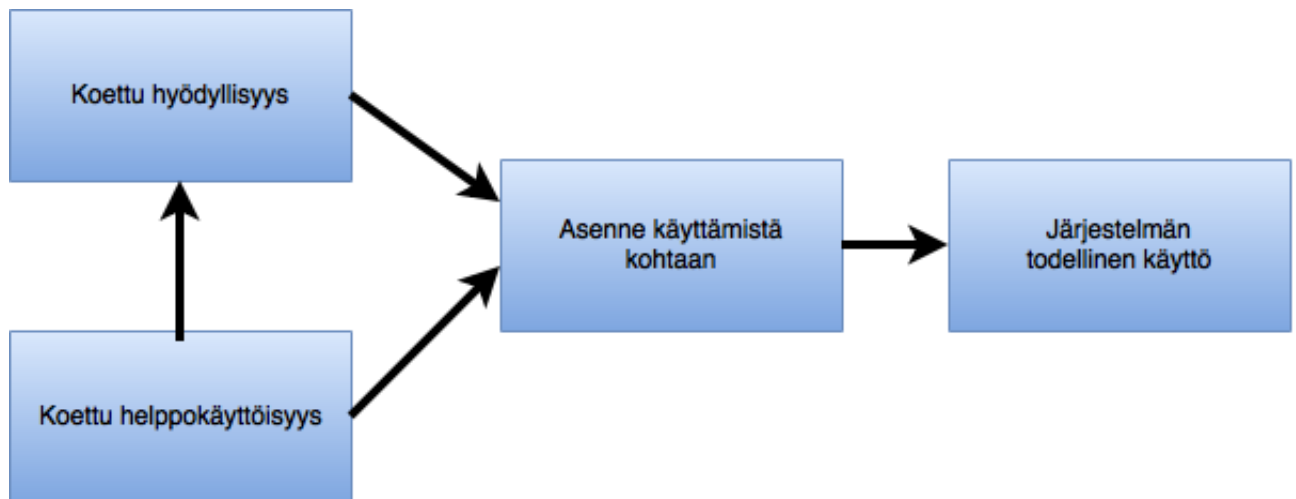 Koettu hyödyllisyys
Asenne käyttämistä
kohtaan
Järjestelmän
todellinen käyttö
Koettu helppokäyttöisyys